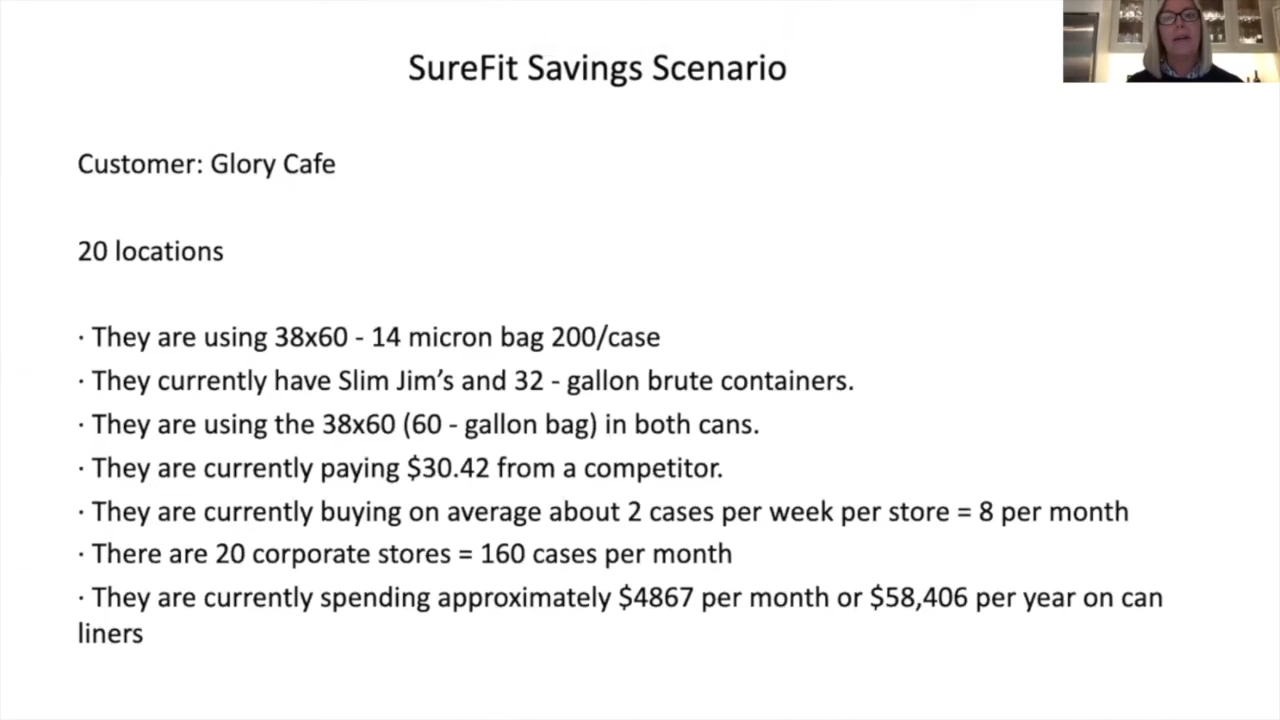 SureFit Savings Scenario
Customer: Glory Cafe
20 locations
· They are using 38x60 - 14 micron bag 200/case
· They currently have Slim Jim’s and 32 - gallon brute containers.
· They are using the 38x60 (60 - gallon bag) in both cans.
· They are currently paying $30.42 from a competitor.
· They are currently buying on average about 2 cases per week per store = 8 per month
· There are 20 corporate stores = 160 cases per month
· They are currently spending approximately $4867 per month or $58,406 per year on can
liners